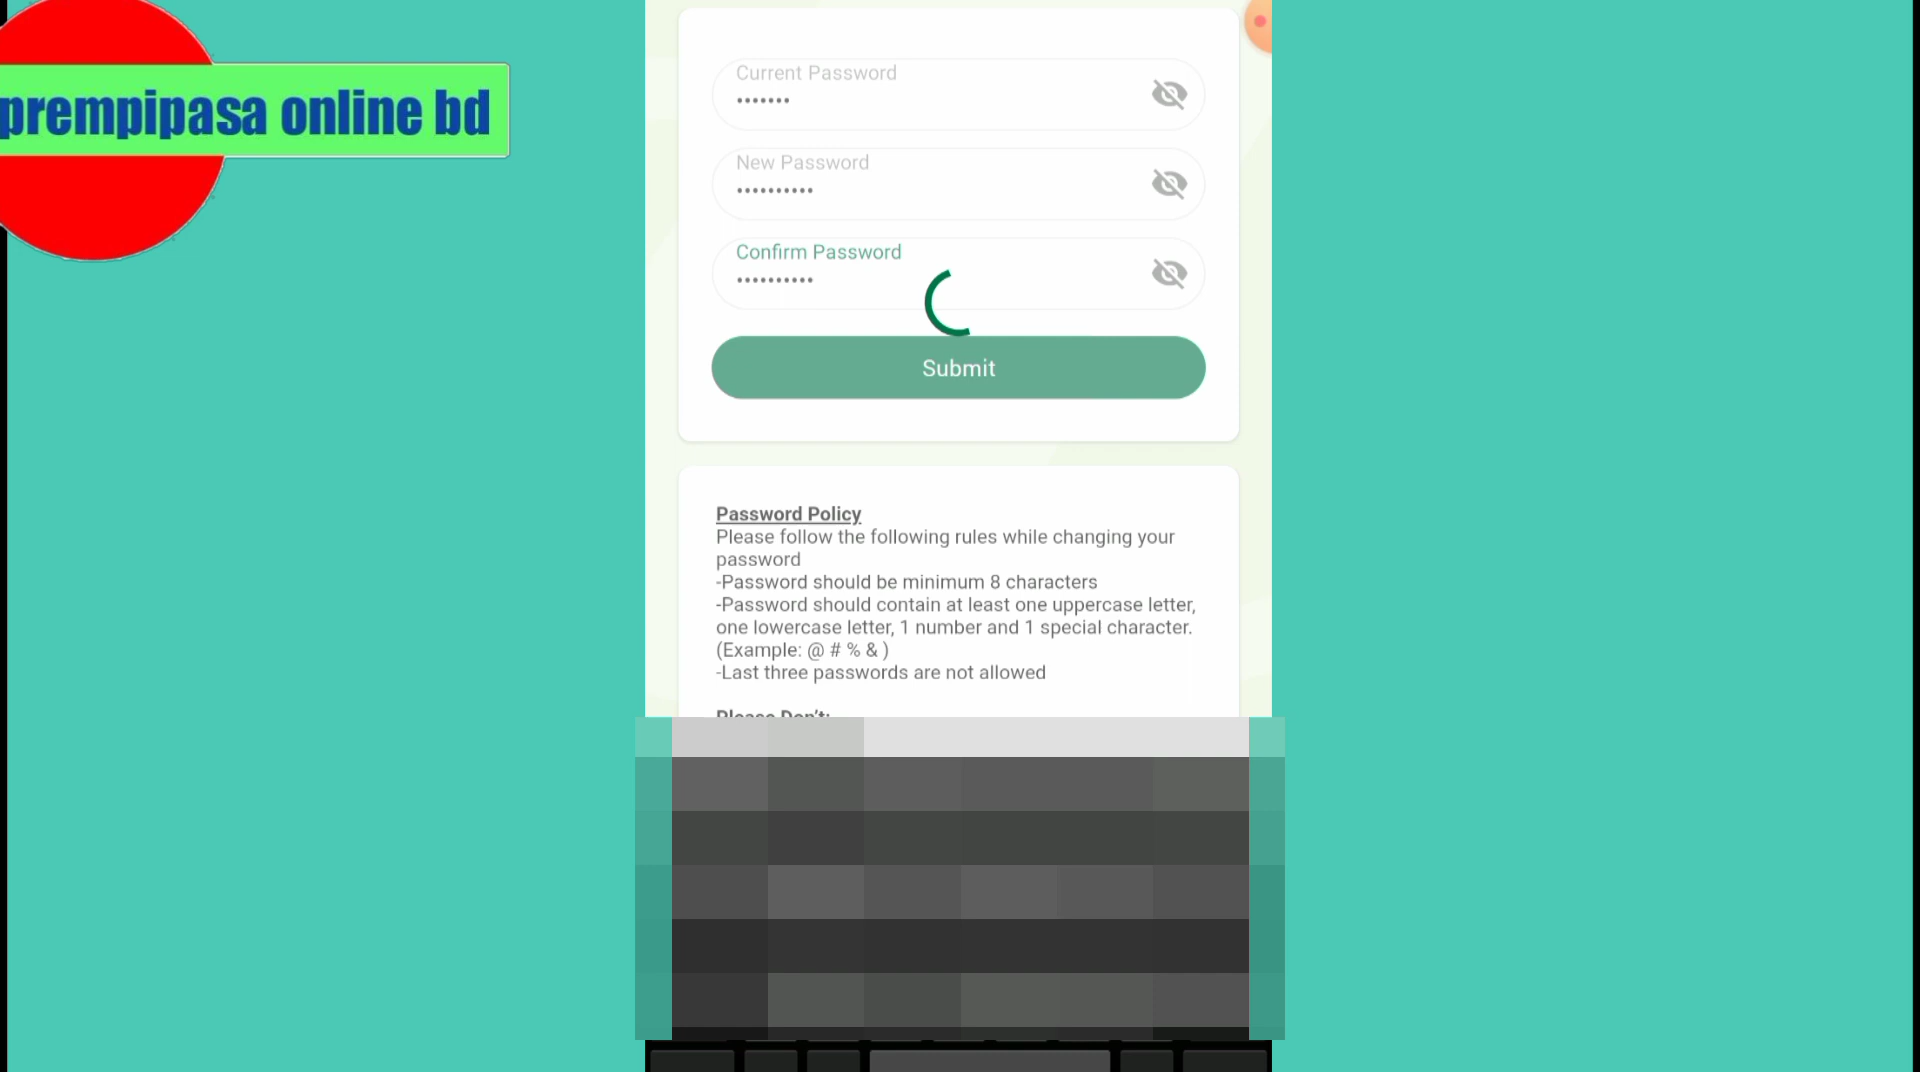 prempipasa online bd
Current Password
•••••••
New Password
••••••••••
Confirm Password
••••••••••
Submit
Password Policy
Please follow the following rules while changing your
password
-Password should be minimum 8 characters
-Password should contain at least one uppercase letter,
one lowercase letter, 1 number and 1 special character.
(Example: @ # % & )
-Last three passwords are not allowed
Please Don't: